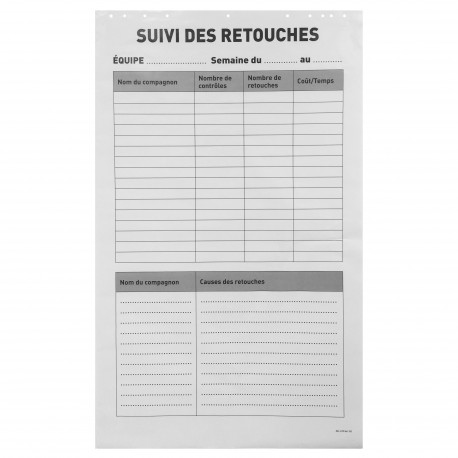 SUIVI DES RETOUCHES
ÉQUIPE .................... Semaine du ............ au ..........
Nom du compagnon Nombre de contrôles Nombre de retouches Coût/Temps
Nom du compagnon Causes des retouches